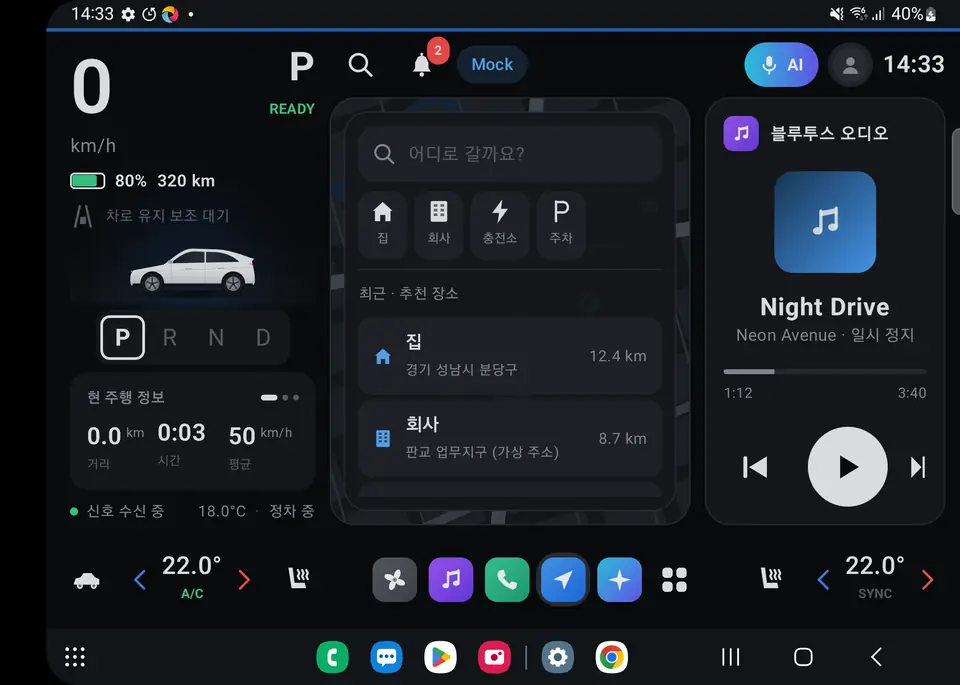 14:33
40%
0
P
READY
km/h
80% 320 km
차로 유지 보조 대기
P R N D
현 주행 정보
0.0 km 0:03 50 km/h
거리 시간 평균
신호 수신 중 18.0°C · 정차 중
2
Mock
AI
14:33
어디로 갈까요?
집 회사 충전소 P 주차
최근 · 추천 장소
집
경기 성남시 분당구
12.4 km
회사
판교 업무지구 (가상 주소)
8.7 km
블루투스 오디오
Night Drive
Neon Avenue · 일시 정지
1:12 3:40
22.0°
A/C
22.0°
SYNC